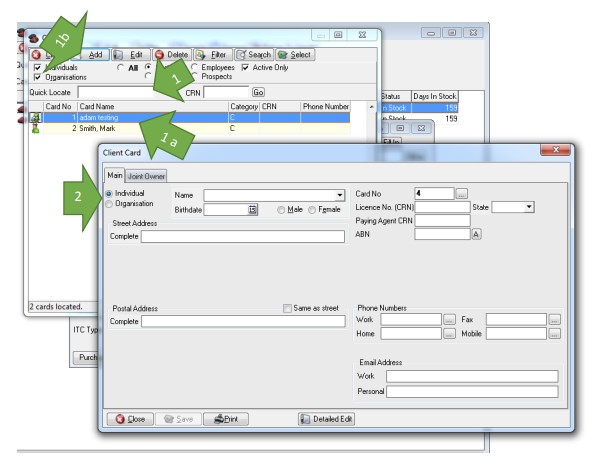 1b
Add Edit Delete Filter Search Select
Individuals All Employees Active Only
Organisations Prospects
1
Quick Locate CRN Go
Card No Card Name Category CRN Phone Number
1 adam testing C
2 Smith, Mark C
1a
Status Days In Stock
In Stock 159
In Stock 159
Client Card
Main Joint Owner
2
Individual Name Card No 4 ...
Organisation Birthdate 15 Male Female Licence No. (CRN) State
Street Address Paying Agent CRN
Complete ABN A
2 cards located.
Postal Address Same as street Phone Numbers
Complete Work ... Fax ...
Home ... Mobile ...
ITC Typ
Purch
Email Address
Work
Personal
Close Save Print Detailed Edit